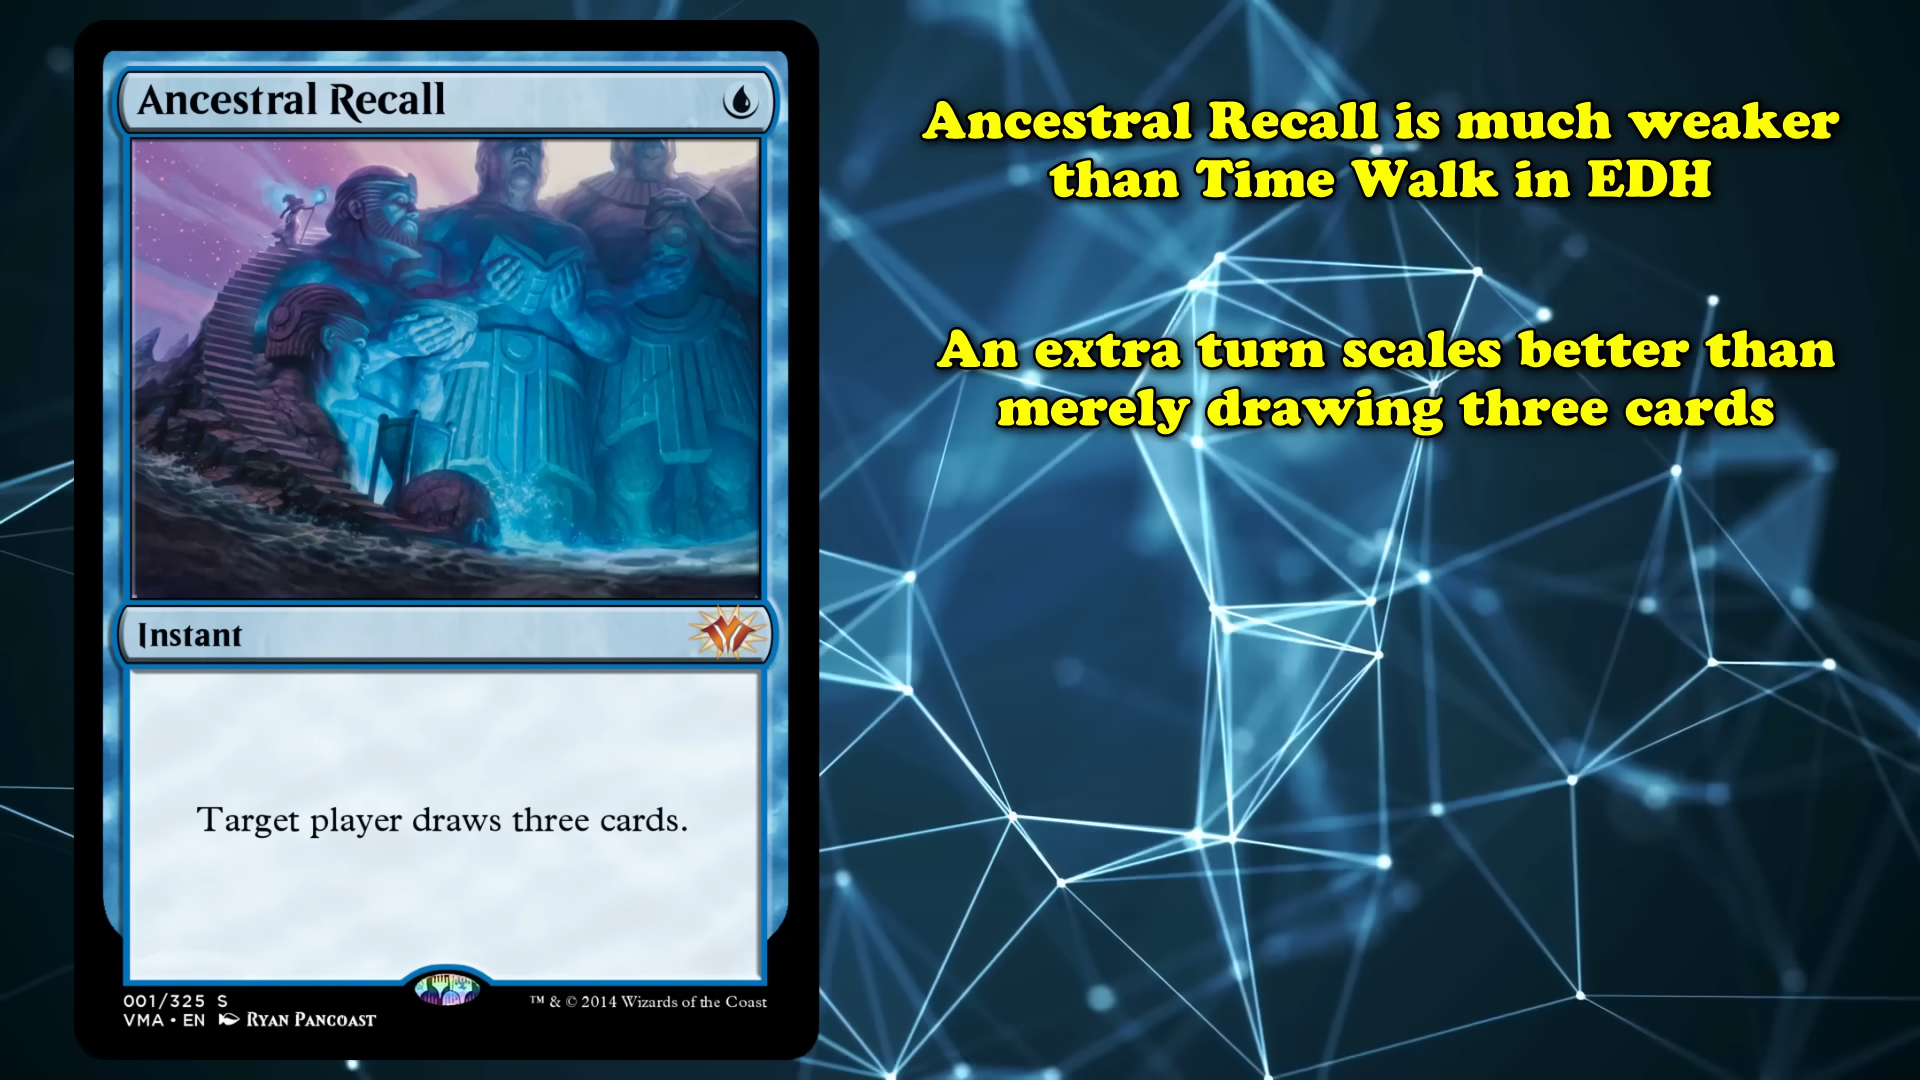 Ancestral Recall
Instant
Target player draws three cards.
001/325 S
VMA • EN Ryan Pancoast
™ & © 2014 Wizards of the Coast
Ancestral Recall is much weaker
than Time Walk in EDH
An extra turn scales better than
merely drawing three cards